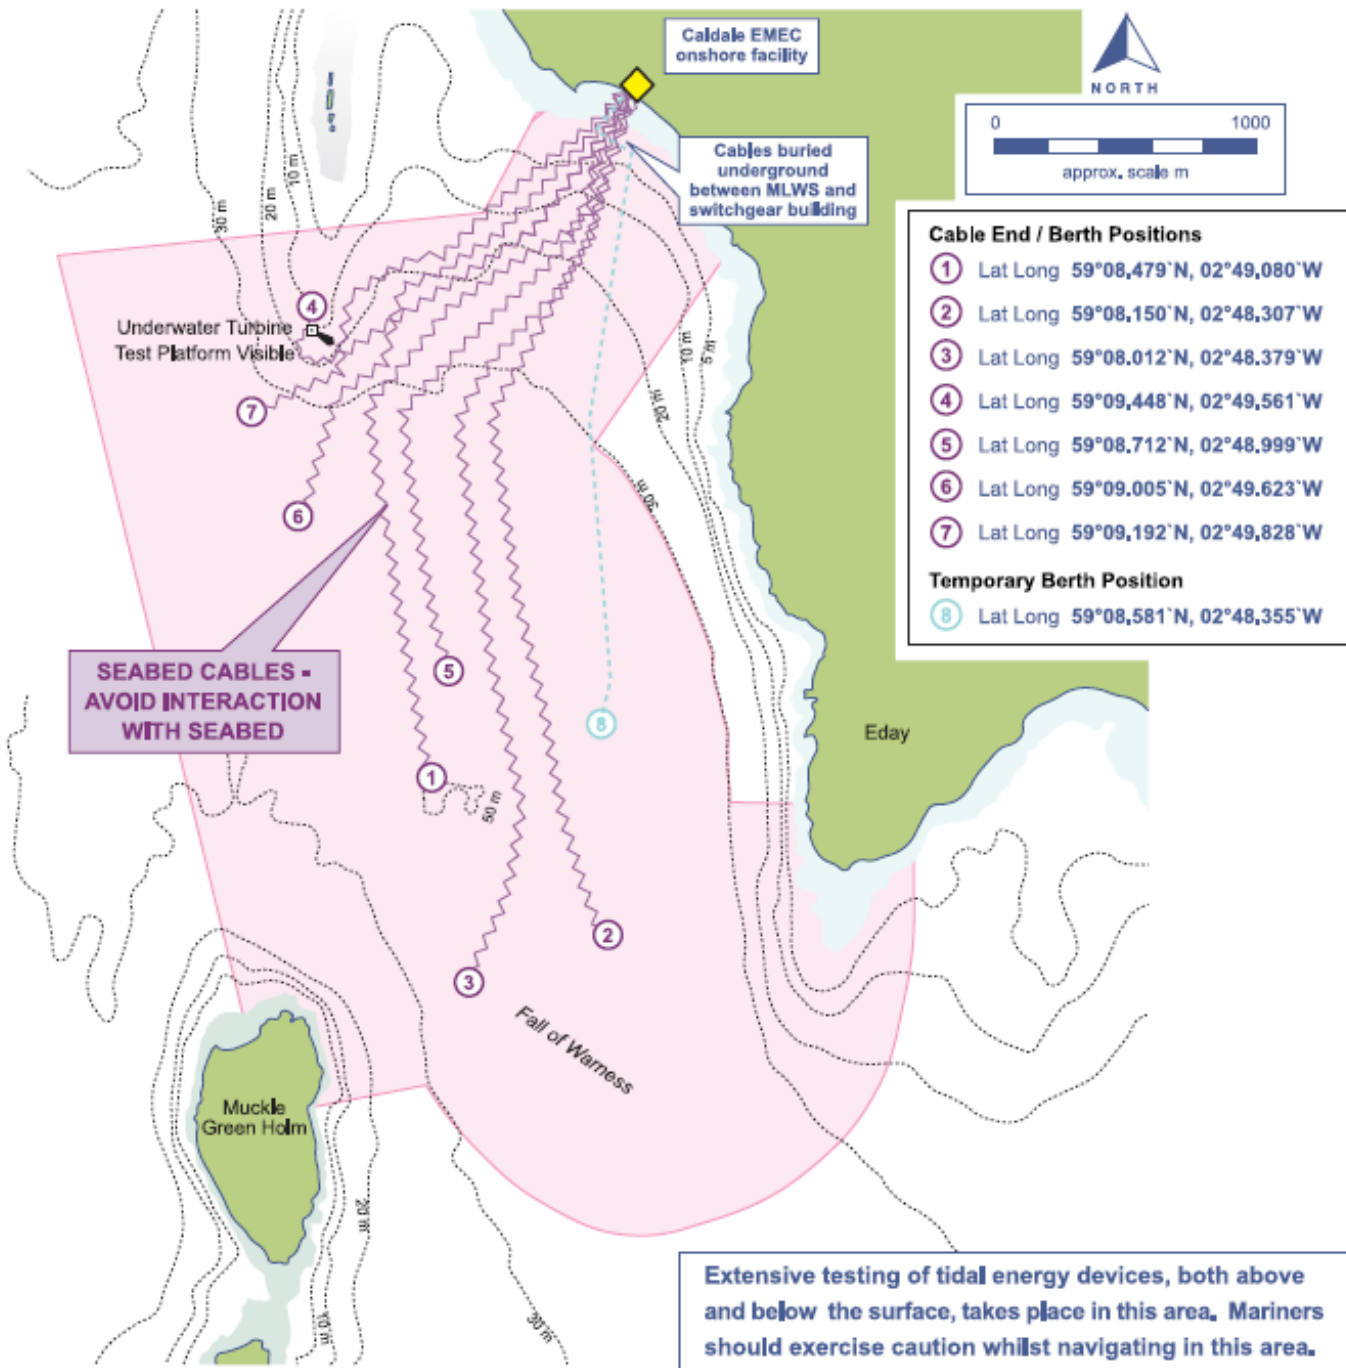 Caldale EMEC
onshore facility
NORTH
0 1000
approx. scale m
Cables buried
underground
between MLWS and
switchgear building
Cable End / Berth Positions
1 Lat Long 59°08.479`N, 02°49.080`W
2 Lat Long 59°08.150`N, 02°48.307`W
3 Lat Long 59°08.012`N, 02°48.379`W
4 Lat Long 59°09.448`N, 02°49.561`W
5 Lat Long 59°08.712`N, 02°48.999`W
6 Lat Long 59°09.005`N, 02°49.623`W
7 Lat Long 59°09.192`N, 02°49.828`W
Temporary Berth Position
8 Lat Long 59°08.581`N, 02°48.355`W
30 m
20 m
10 m
4
Underwater Turbine
Test Platform Visible
5 m
10 m
20 m
30 m
7
6
SEABED CABLES -
AVOID INTERACTION
WITH SEABED
5
8
Eday
1
50 m
2
3
Fall of Warness
Muckle
Green Holm
20 m
10 m
30 m
Extensive testing of tidal energy devices, both above
and below the surface, takes place in this area. Mariners
should exercise caution whilst navigating in this area.